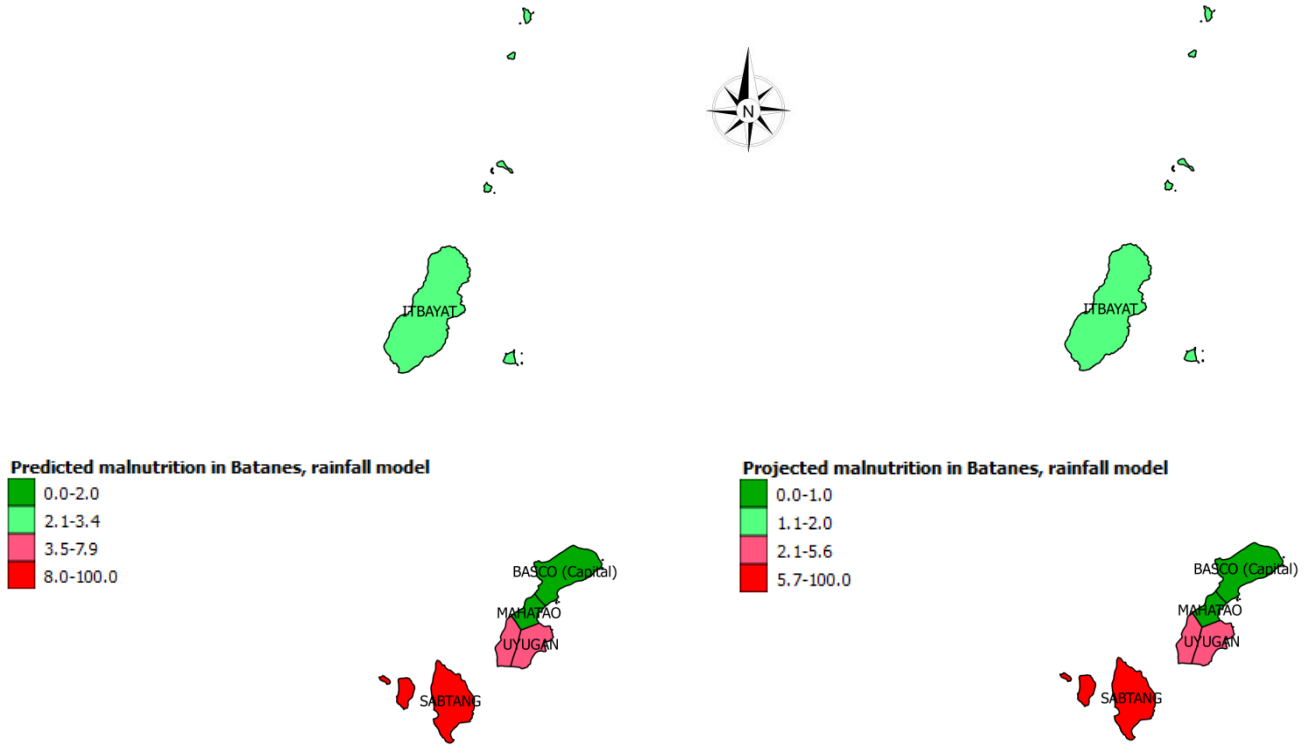 N
ITBAYAT
Predicted malnutrition in Batanes, rainfall model
0.0-2.0
2.1-3.4
3.5-7.9
8.0-100.0
BASCO (Capital)
MAHATAO
UYUGAN
SABTANG
ITBAYAT
Projected malnutrition in Batanes, rainfall model
0.0-1.0
1.1-2.0
2.1-5.6
5.7-100.0
BASCO (Capital)
MAHATAO
UYUGAN
SABTANG